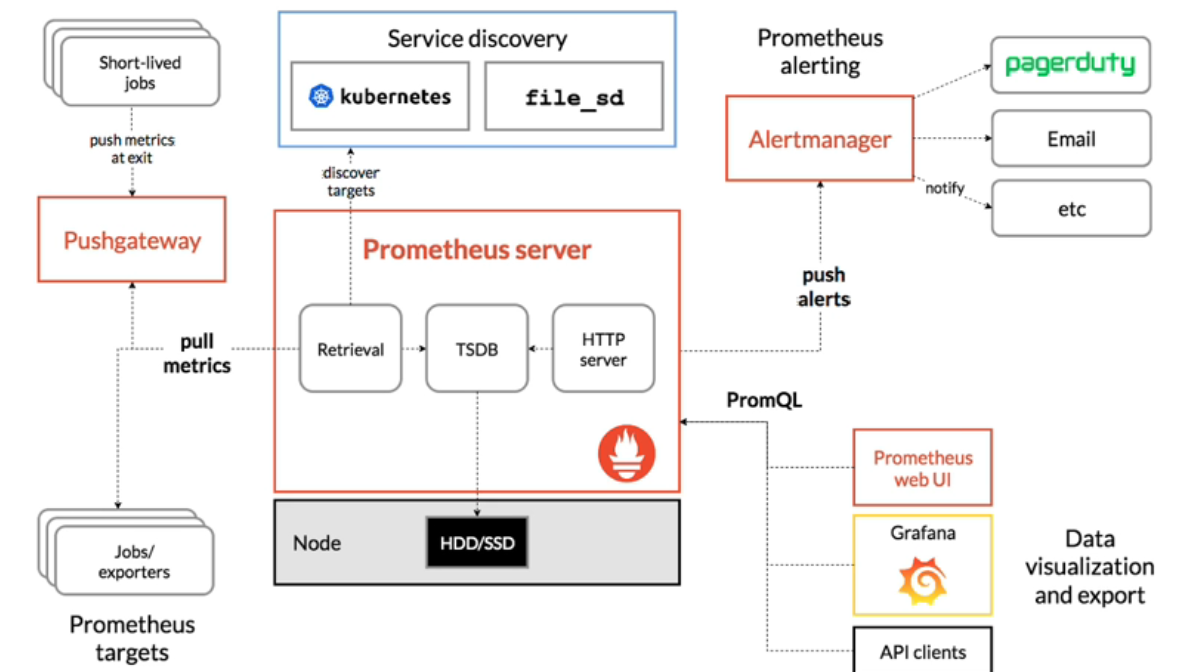 Short-lived
jobs
push metrics
at exit
Pushgateway
pull
metrics
Jobs/
exporters
Prometheus
targets
Service discovery
kubernetes
file_sd
discover
targets
Prometheus server
Retrieval
TSDB
HTTP
server
Node
HDD/SSD
Prometheus
alerting
Alertmanager
pagerduty
Email
notify
etc
push
alerts
PromQL
Prometheus
web UI
Grafana
API clients
Data
visualization
and export